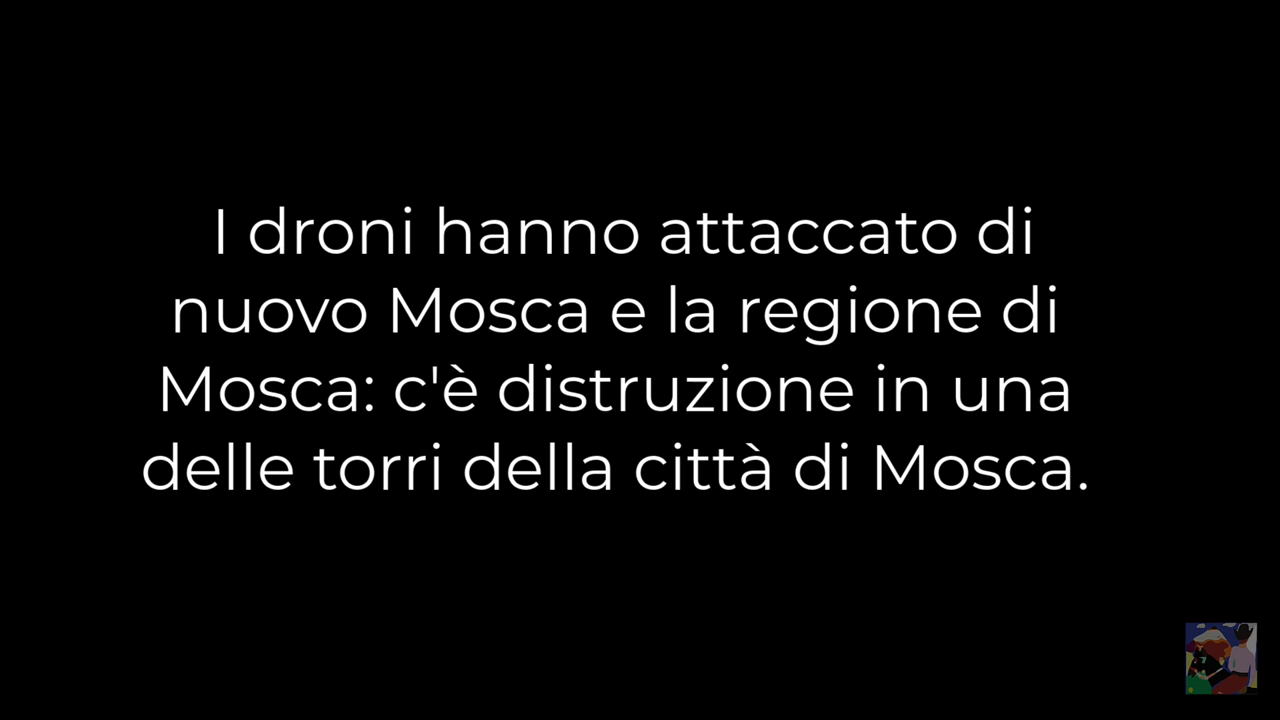 I droni hanno attaccato di
nuovo Mosca e la regione di
Mosca: c'è distruzione in una
delle torri della città di Mosca.